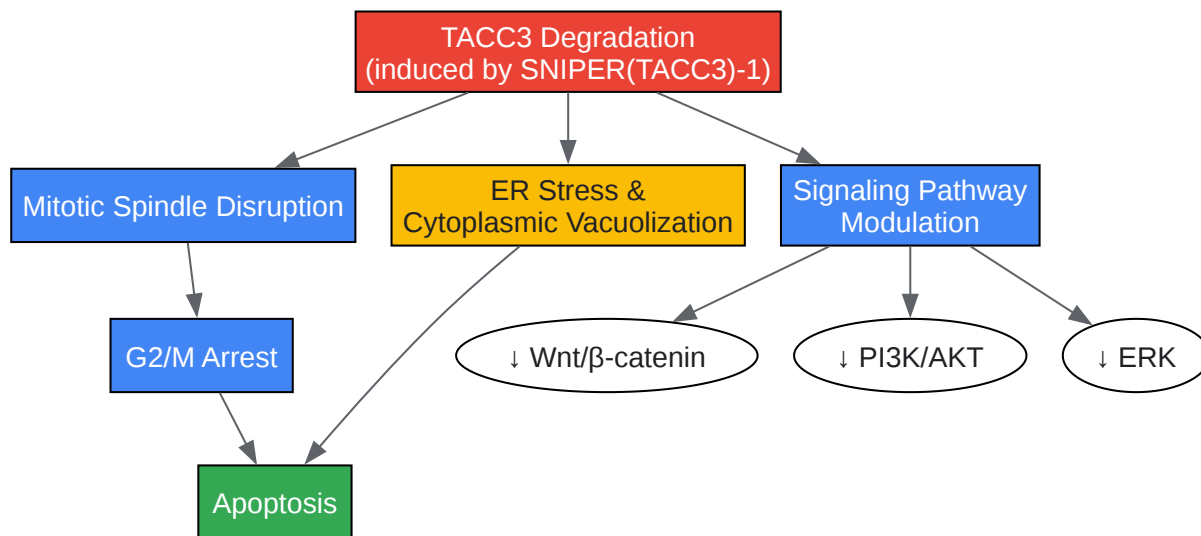 TACC3 Degradation
(induced by SNIPER(TACC3)-1)
Mitotic Spindle Disruption
ER Stress &
Cytoplasmic Vacuolization
Signaling Pathway
Modulation
G2/M Arrest
↓ Wnt/β-catenin
↓ PI3K/AKT
↓ ERK
Apoptosis